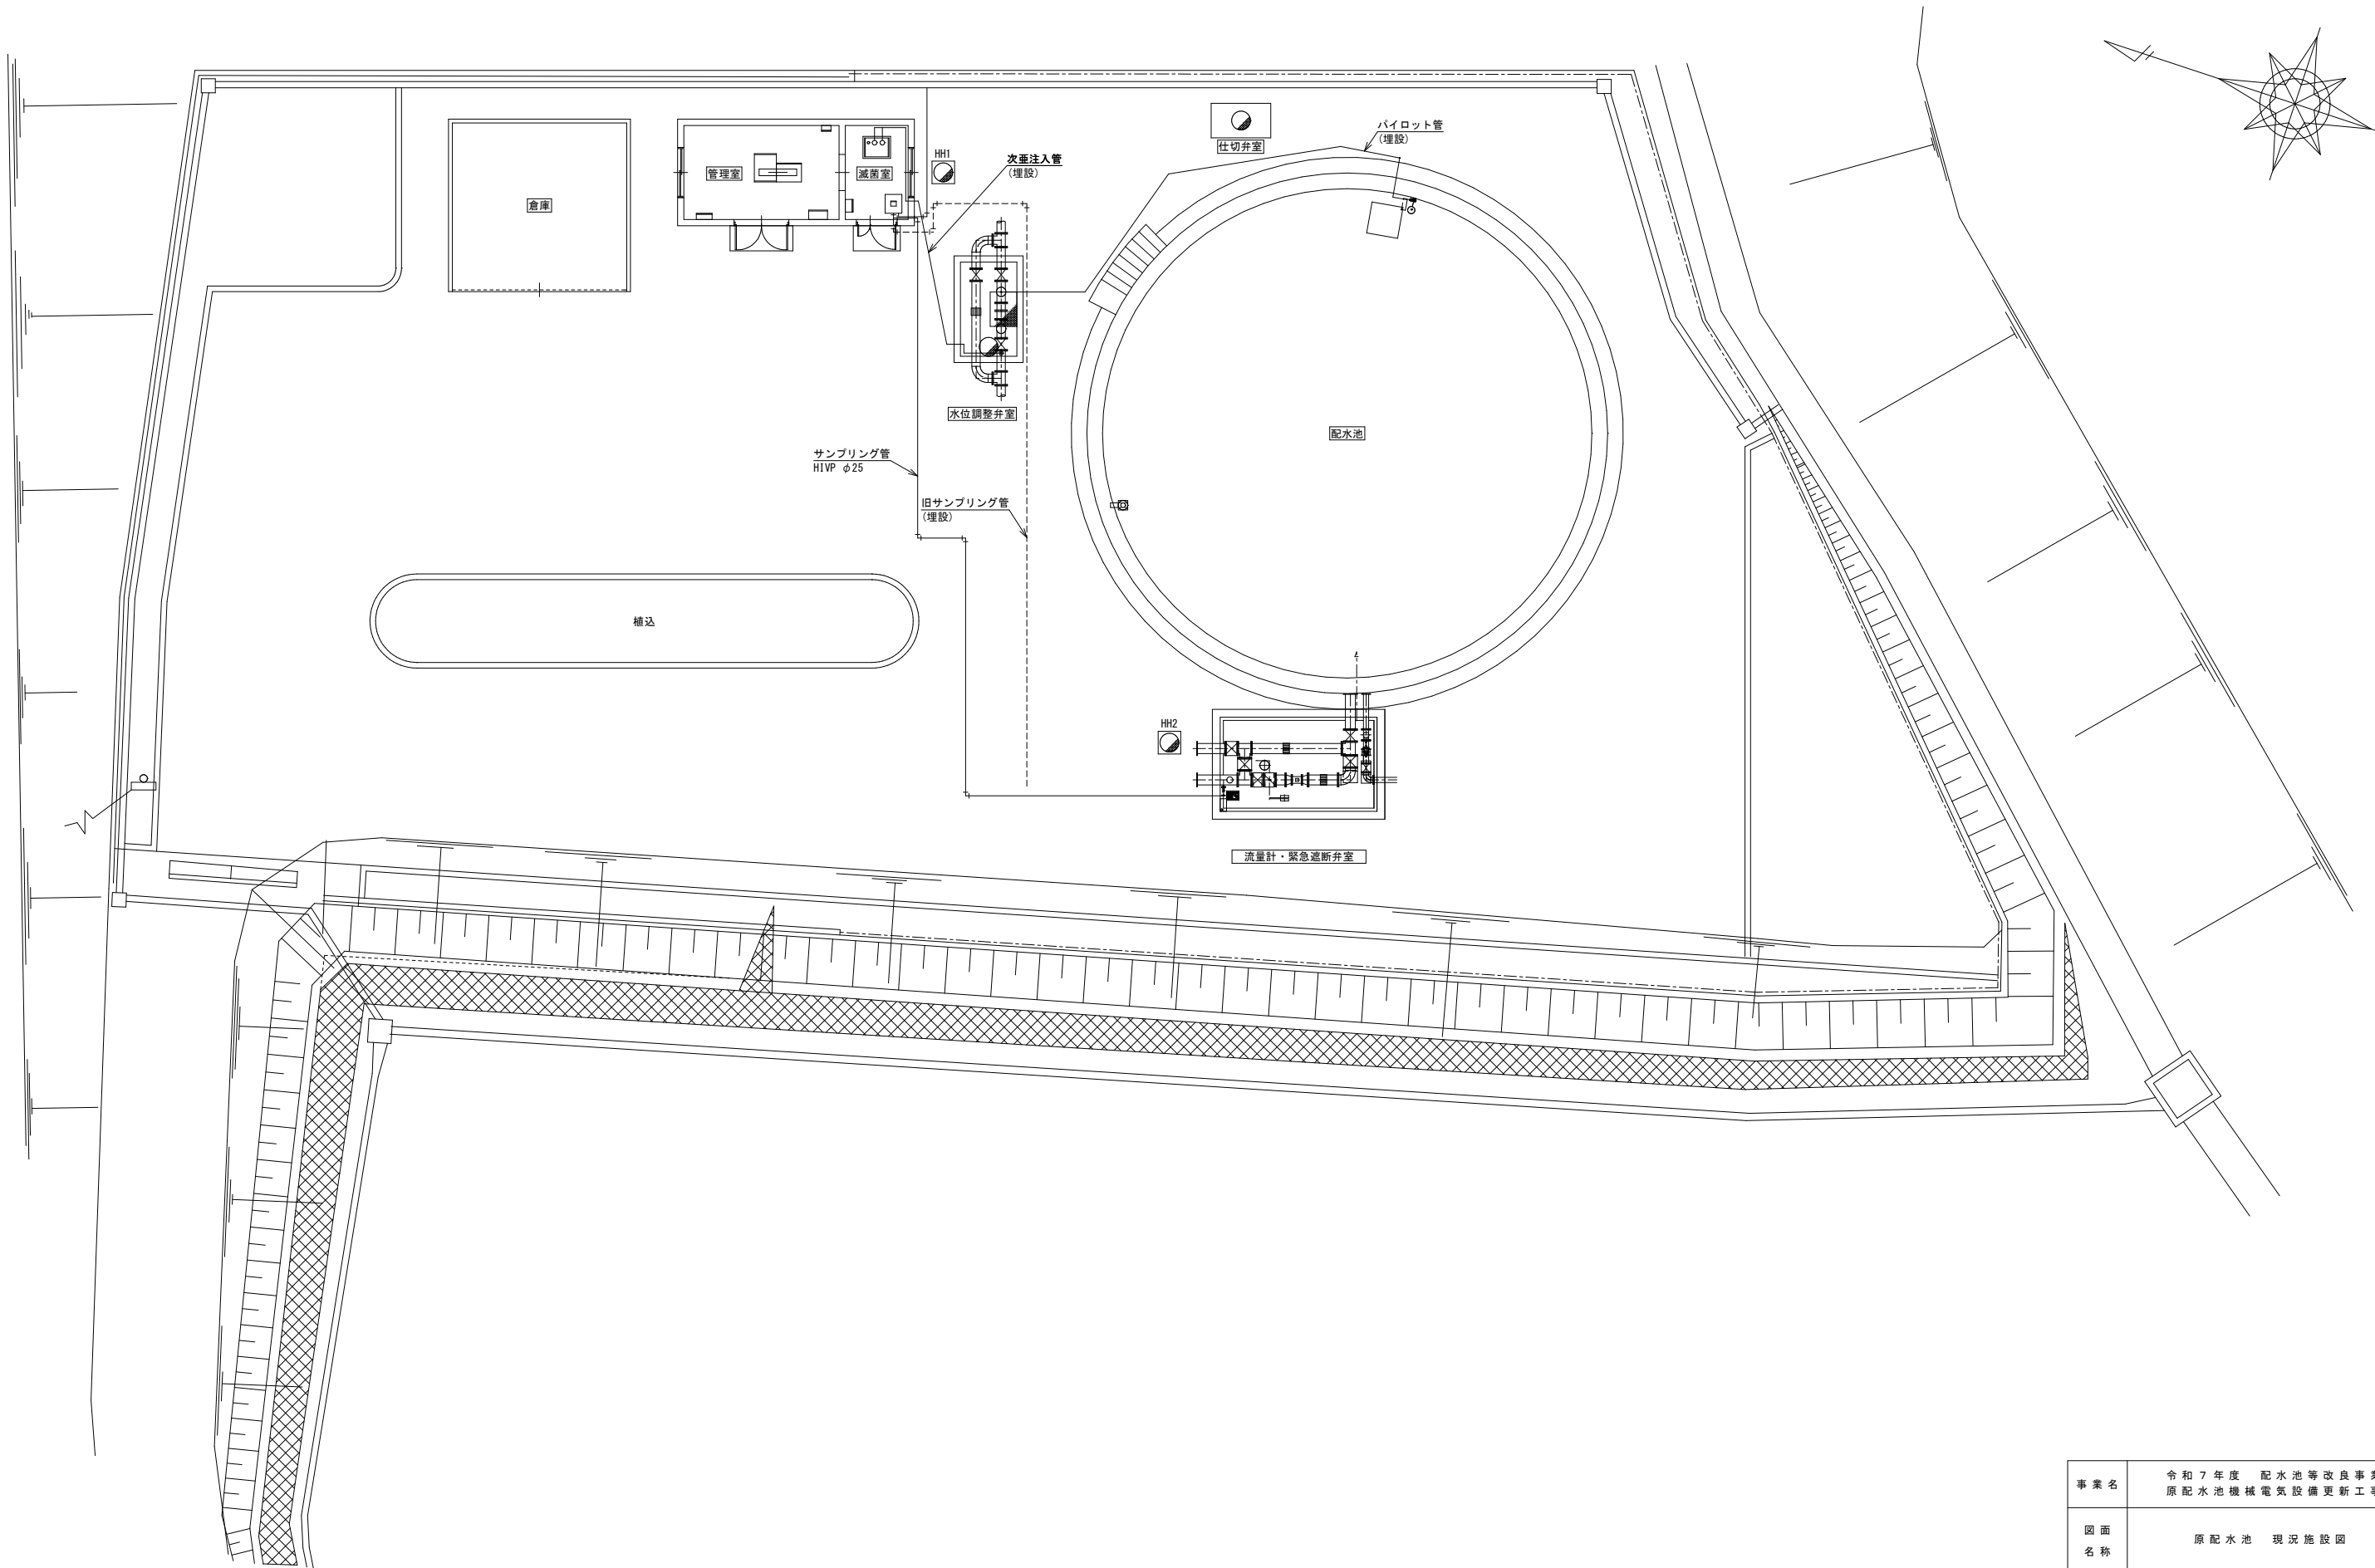 パイロット管
(埋設)
仕切弁室
HH1
次亜注入管
(埋設)
管理室
滅菌室
倉庫
水位調整弁室
配水池
サンプリング管
HIVP φ25
旧サンプリング管
(埋設)
植込
HH2
流量計・緊急遮断弁室
事業名
令和7年度 配水池等改良事業
原配水池機械電気設備更新工事
図面
名称
原配水池 現況施設図